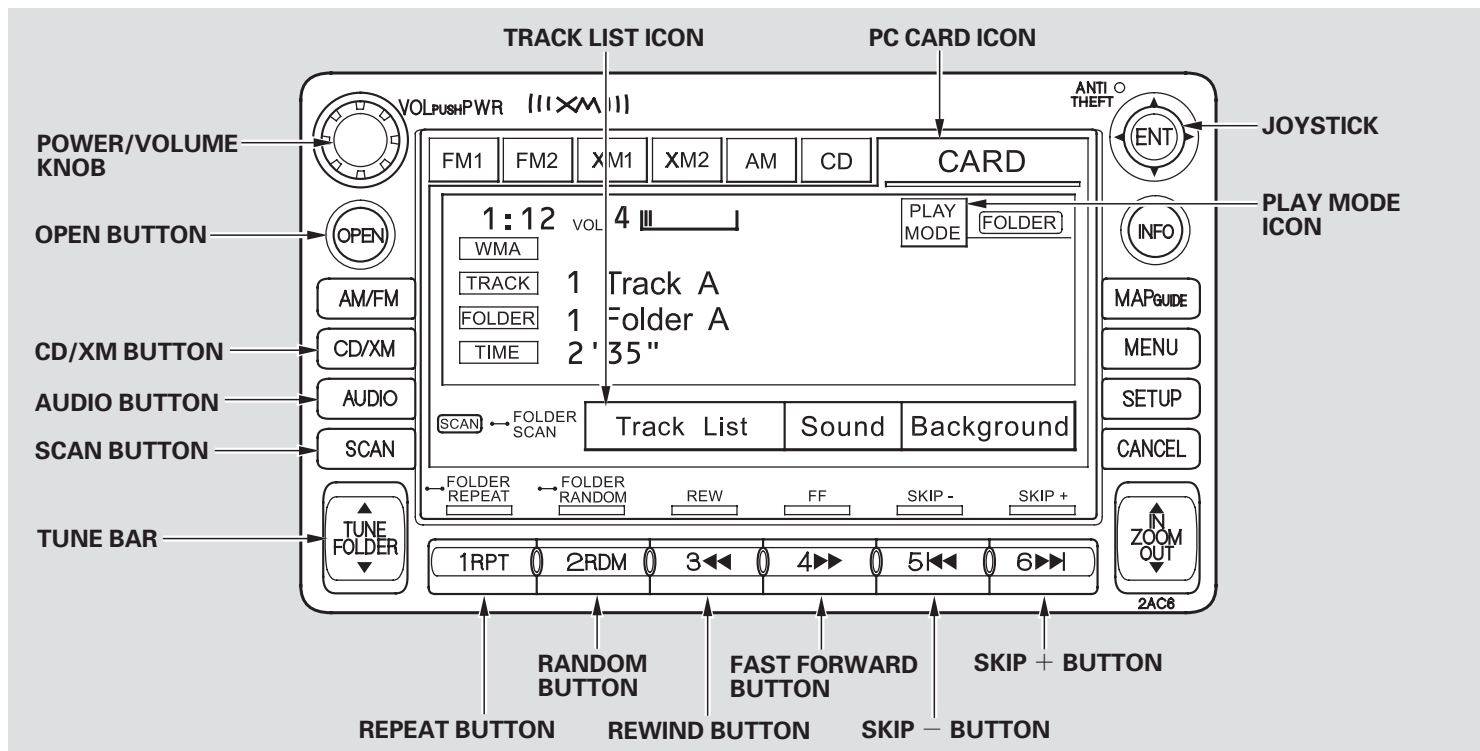 TRACK LIST ICON
PC CARD ICON
POWER/VOLUME
KNOB
OPEN BUTTON
CD/XM BUTTON
AUDIO BUTTON
SCAN BUTTON
TUNE BAR
VOL PUSH PWR
XM
ANTI
THEFT
ENT
JOYSTICK
PLAY MODE
ICON
FM1 FM2 XM1 XM2 AM CD CARD
OPEN
INFO
1:12 VOL 4
PLAY
MODE
FOLDER
WMA
TRACK 1 Track A
FOLDER 1 Folder A
TIME 2'35"
AM/FM
CD/XM
AUDIO
SCAN
MAP GUIDE
MENU
SETUP
CANCEL
SCAN
FOLDER
SCAN
Track List Sound Background
FOLDER
REPEAT
FOLDER
RANDOM
REW
FF
SKIP -
SKIP +
TUNE
FOLDER
IN
ZOOM
OUT
1RPT 2RDM 3◀◀ 4▶▶ 5|◀◀ 6▶▶|
2AC6
RANDOM
BUTTON
FAST FORWARD
BUTTON
SKIP + BUTTON
REPEAT BUTTON
REWIND BUTTON
SKIP − BUTTON